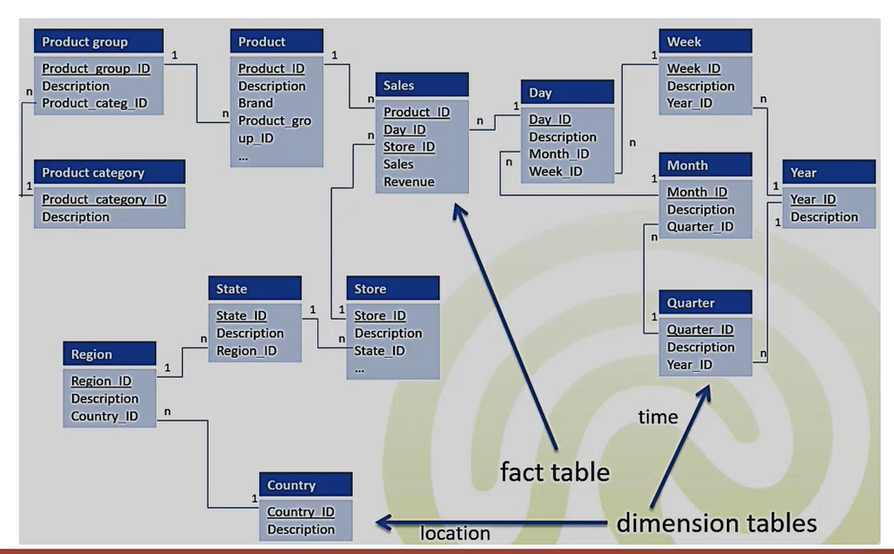 Product group
Product_group_ID
Description
Product_categ_ID
Product
Product_ID
Description
Brand
Product_gro
up_ID
...
Sales
Product_ID
Day_ID
Store_ID
Sales
Revenue
Day
Day_ID
Description
Month_ID
Week_ID
Week
Week_ID
Description
Year_ID
Product category
Product_category_ID
Description
Month
Month_ID
Description
Quarter_ID
Year
Year_ID
Description
Quarter
Quarter_ID
Description
Year_ID
State
State_ID
Description
Region_ID
Store
Store_ID
Description
State_ID
...
Region
Region_ID
Description
Country_ID
Country
Country_ID
Description
1
n
n
1
1
n
n
n
1
1
n
n
1
n
1
n
1
1
n
1
n
1
n
1
n
1
n
1
time
fact table
dimension tables
location